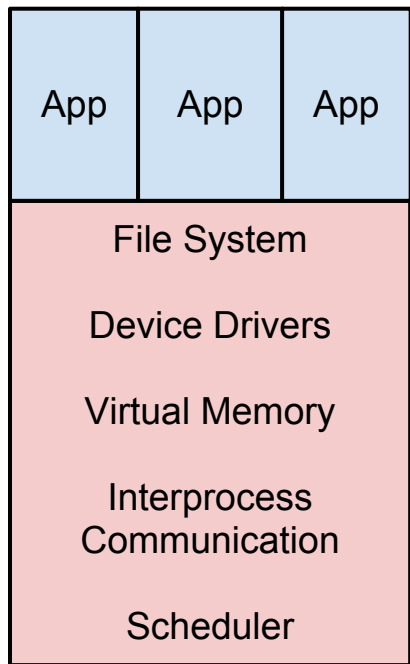 App App App
File System
Device Drivers
Virtual Memory
Interprocess
Communication
Scheduler